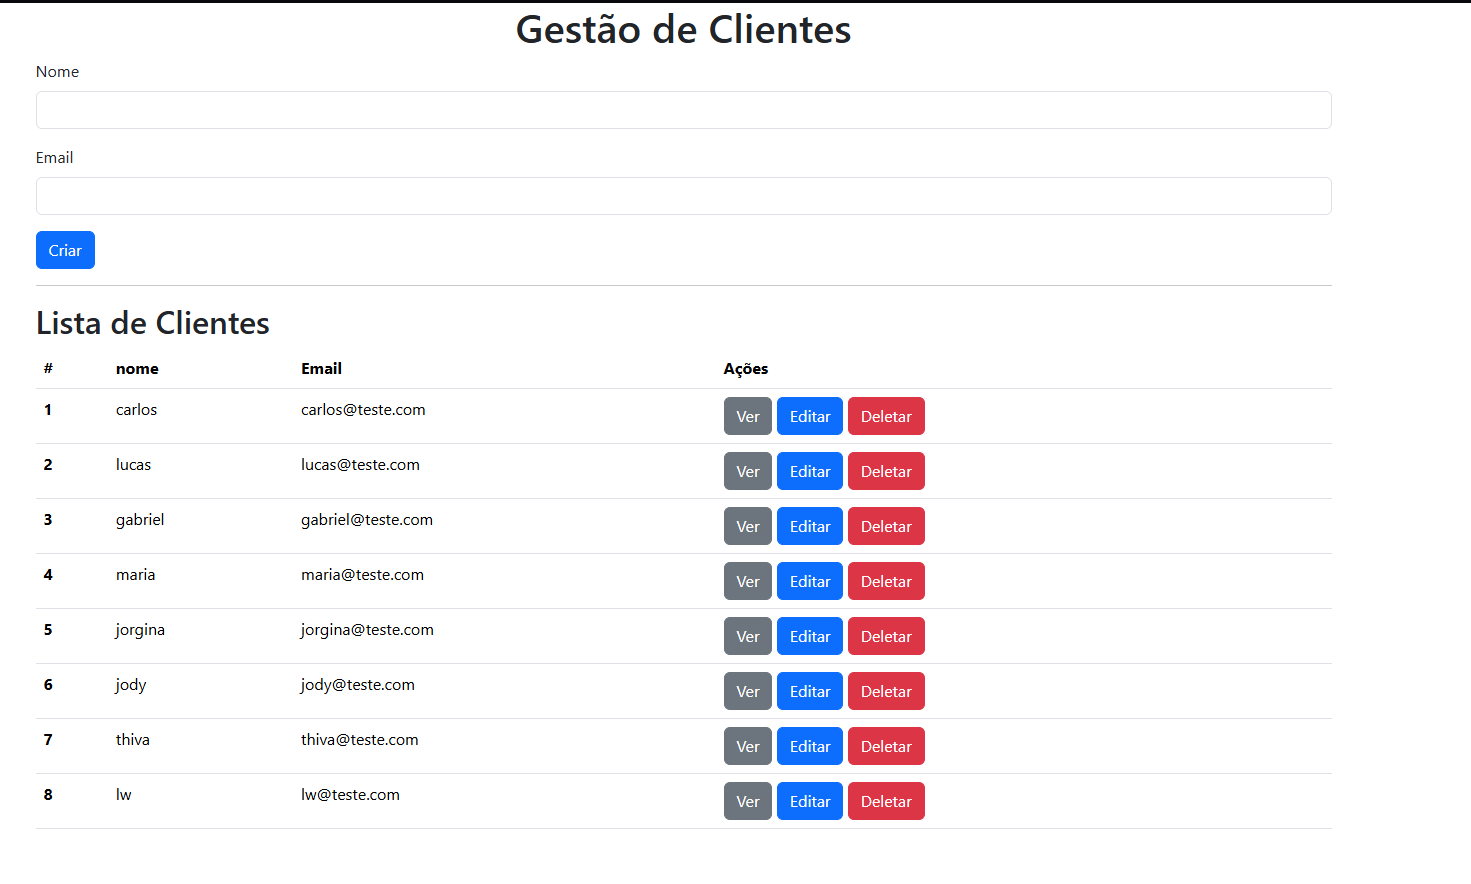 Gestão de Clientes
Nome
Email
Criar
Lista de Clientes
# nome Email Ações
1 carlos carlos@teste.com Ver Editar Deletar
2 lucas lucas@teste.com Ver Editar Deletar
3 gabriel gabriel@teste.com Ver Editar Deletar
4 maria maria@teste.com Ver Editar Deletar
5 jorgina jorgina@teste.com Ver Editar Deletar
6 jody jody@teste.com Ver Editar Deletar
7 thiva thiva@teste.com Ver Editar Deletar
8 lw lw@teste.com Ver Editar Deletar